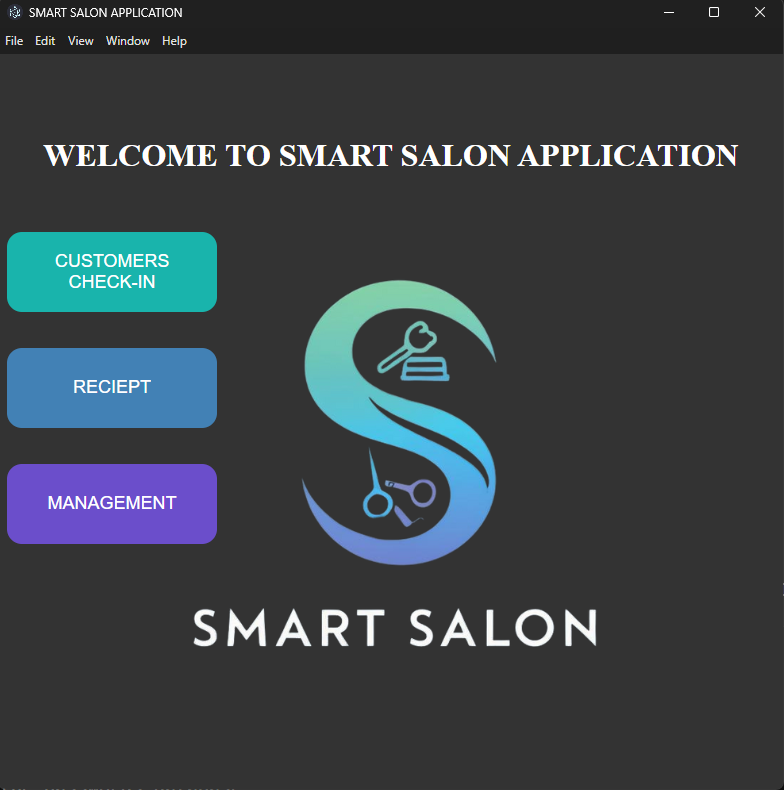 SMART SALON APPLICATION
File Edit View Window Help
WELCOME TO SMART SALON APPLICATION
CUSTOMERS
CHECK-IN
RECIEPT
MANAGEMENT
SMART SALON